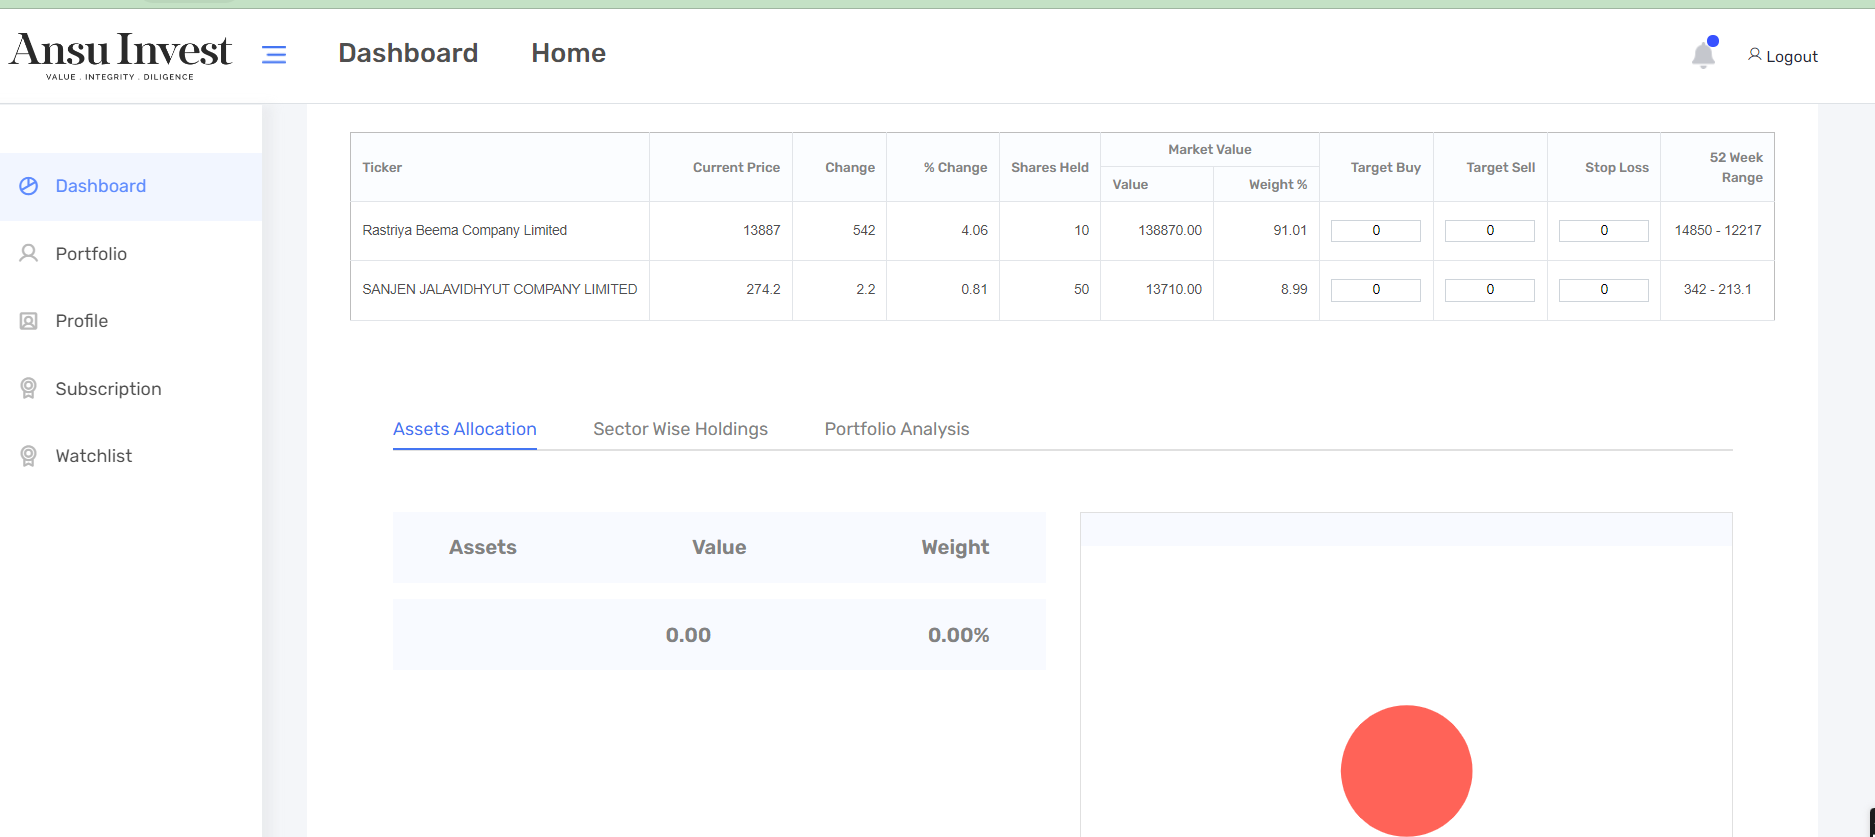 Ansu Invest
VALUE . INTEGRITY . DILIGENCE
Dashboard Home
Logout
Dashboard
Portfolio
Profile
Subscription
Watchlist
Ticker Current Price Change % Change Shares Held Market Value Target Buy Target Sell Stop Loss 52 Week Range
Value Weight %
Rastriya Beema Company Limited 13887 542 4.06 10 138870.00 91.01 0 0 0 14850 - 12217
SANJEN JALAVIDHYUT COMPANY LIMITED 274.2 2.2 0.81 50 13710.00 8.99 0 0 0 342 - 213.1
Assets Allocation Sector Wise Holdings Portfolio Analysis
Assets Value Weight
0.00 0.00%